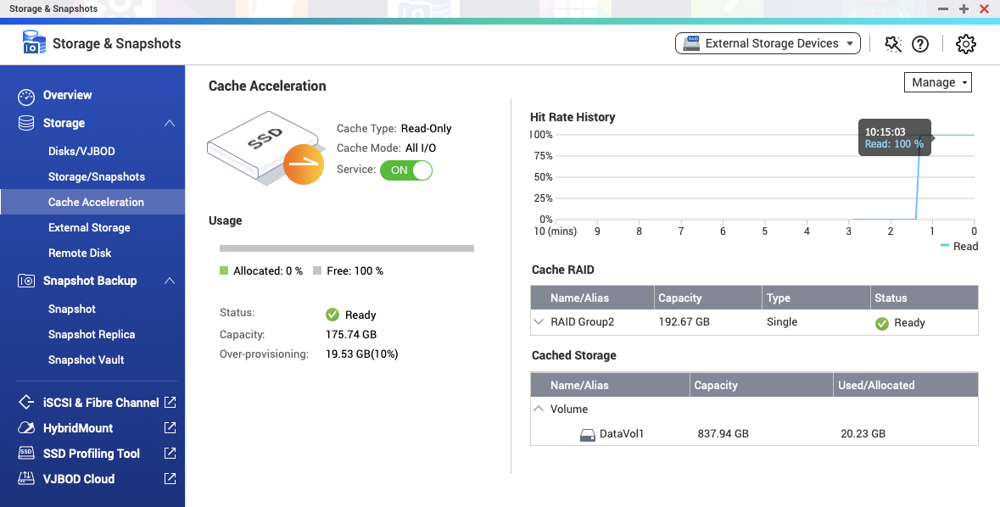 Storage & Snapshots
Storage & Snapshots
RAID External Storage Devices
Overview
Storage
Disks/VJBOD
Storage/Snapshots
Cache Acceleration
External Storage
Remote Disk
Snapshot Backup
Snapshot
Snapshot Replica
Snapshot Vault
iSCSI & Fibre Channel
HybridMount
SSD SSD Profiling Tool
VJBOD Cloud
Cache Acceleration
Manage
SSD
Cache Type: Read-Only
Cache Mode: All I/O
Service: ON
Usage
Allocated: 0 % Free: 100 %
Status: Ready
Capacity: 175.74 GB
Over-provisioning: 19.53 GB(10%)
Hit Rate History
100%
75%
50%
25%
0%
10:15:03
Read: 100 %
10 (mins) 9 8 7 6 5 4 3 2 1 0
Read
Cache RAID
Name/Alias Capacity Type Status
RAID Group2 192.67 GB Single Ready
Cached Storage
Name/Alias Capacity Used/Allocated
Volume
DataVol1 837.94 GB 20.23 GB